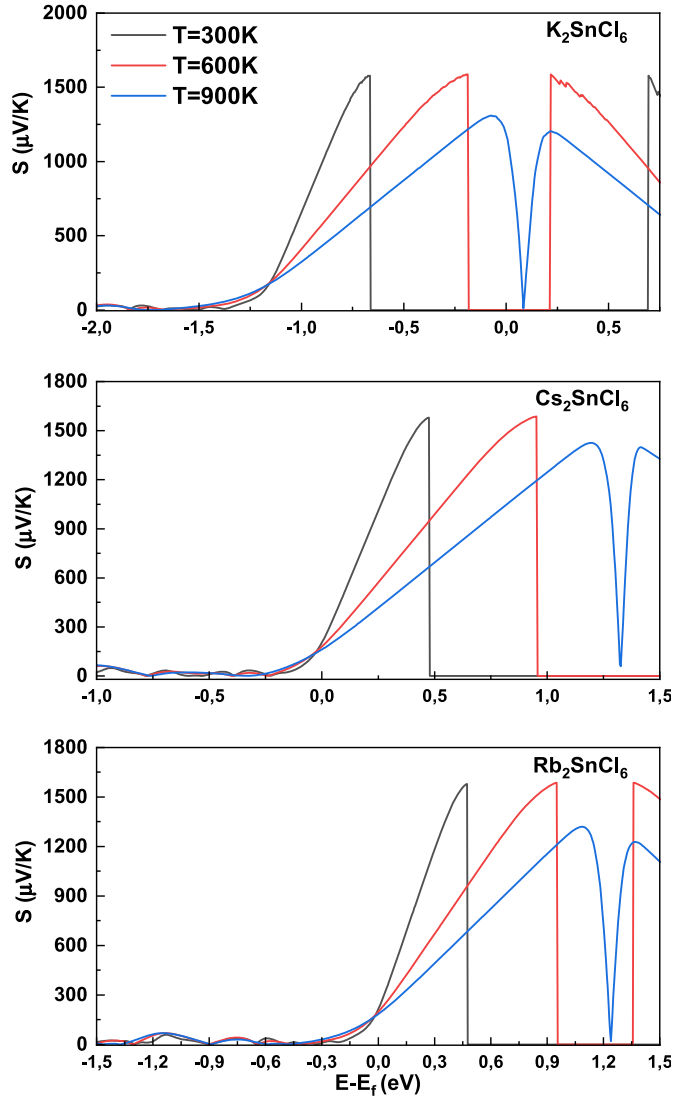 2000
1500
1000
500
0
S (μV/K)
T=300K
T=600K
T=900K
K₂SnCl₆
-2,0 -1,5 -1,0 -0,5 0,0 0,5
1800
1500
1200
900
600
300
0
S (μV/K)
Cs₂SnCl₆
-1,0 -0,5 0,0 0,5 1,0 1,5
1800
1500
1200
900
600
300
0
S (μV/K)
Rb₂SnCl₆
-1,5 -1,2 -0,9 -0,6 -0,3 0,0 0,3 0,6 0,9 1,2 1,5
E-E_f (eV)